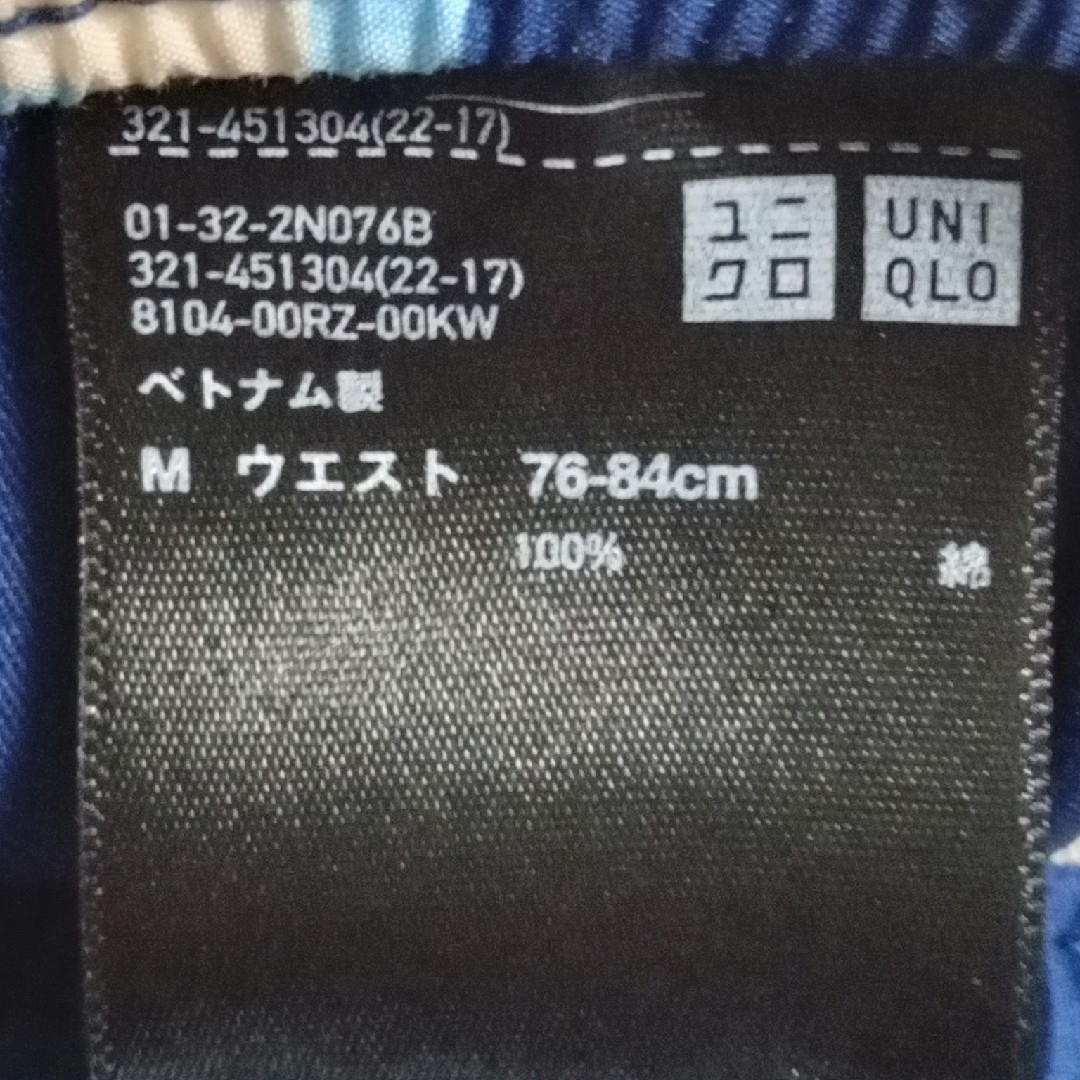 321-451304(22-17)
ユニ
クロ
UNI
QLO
01-32-2N076B
321-451304(22-17)
8104-00RZ-00KW
ベトナム製
M ウエスト 76-84cm
100% 綿